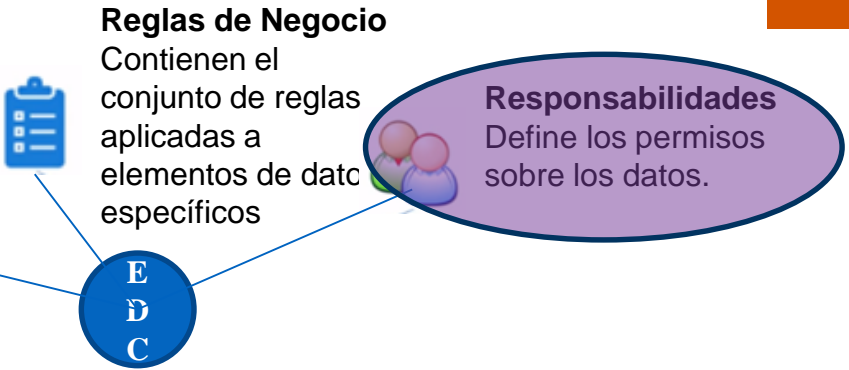 Reglas de Negocio
Contienen el
conjunto de reglas
aplicadas a
elementos de dato
específicos
Responsabilidades
Define los permisos
sobre los datos.
E
D
C